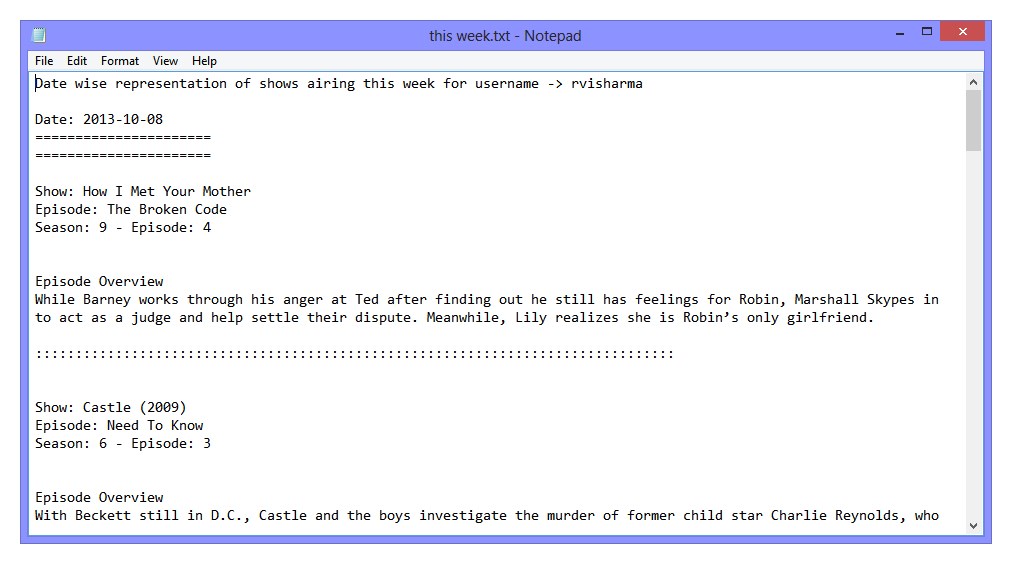 this week.txt - Notepad
File Edit Format View Help
Date wise representation of shows airing this week for username -> rvisharma
Date: 2013-10-08
======================
======================
Show: How I Met Your Mother
Episode: The Broken Code
Season: 9 - Episode: 4
Episode Overview
While Barney works through his anger at Ted after finding out he still has feelings for Robin, Marshall Skypes in
to act as a judge and help settle their dispute. Meanwhile, Lily realizes she is Robin’s only girlfriend.
::::::::::::::::::::::::::::::::::::::::::::::::::::::::::::::::::::::::::::::::
Show: Castle (2009)
Episode: Need To Know
Season: 6 - Episode: 3
Episode Overview
With Beckett still in D.C., Castle and the boys investigate the murder of former child star Charlie Reynolds, who